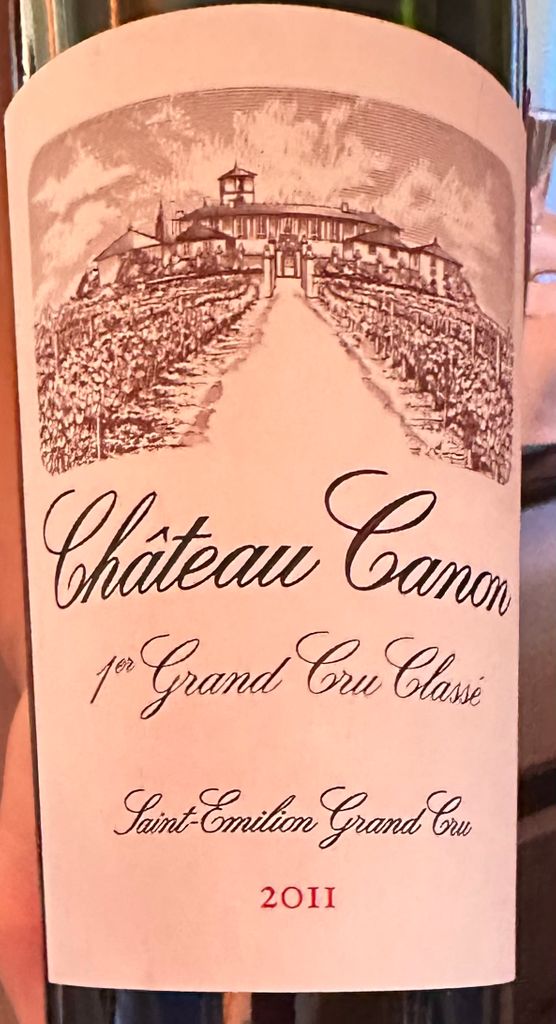 Château Canon
1er Grand Cru Classé
Saint-Emilion Grand Cru
2011